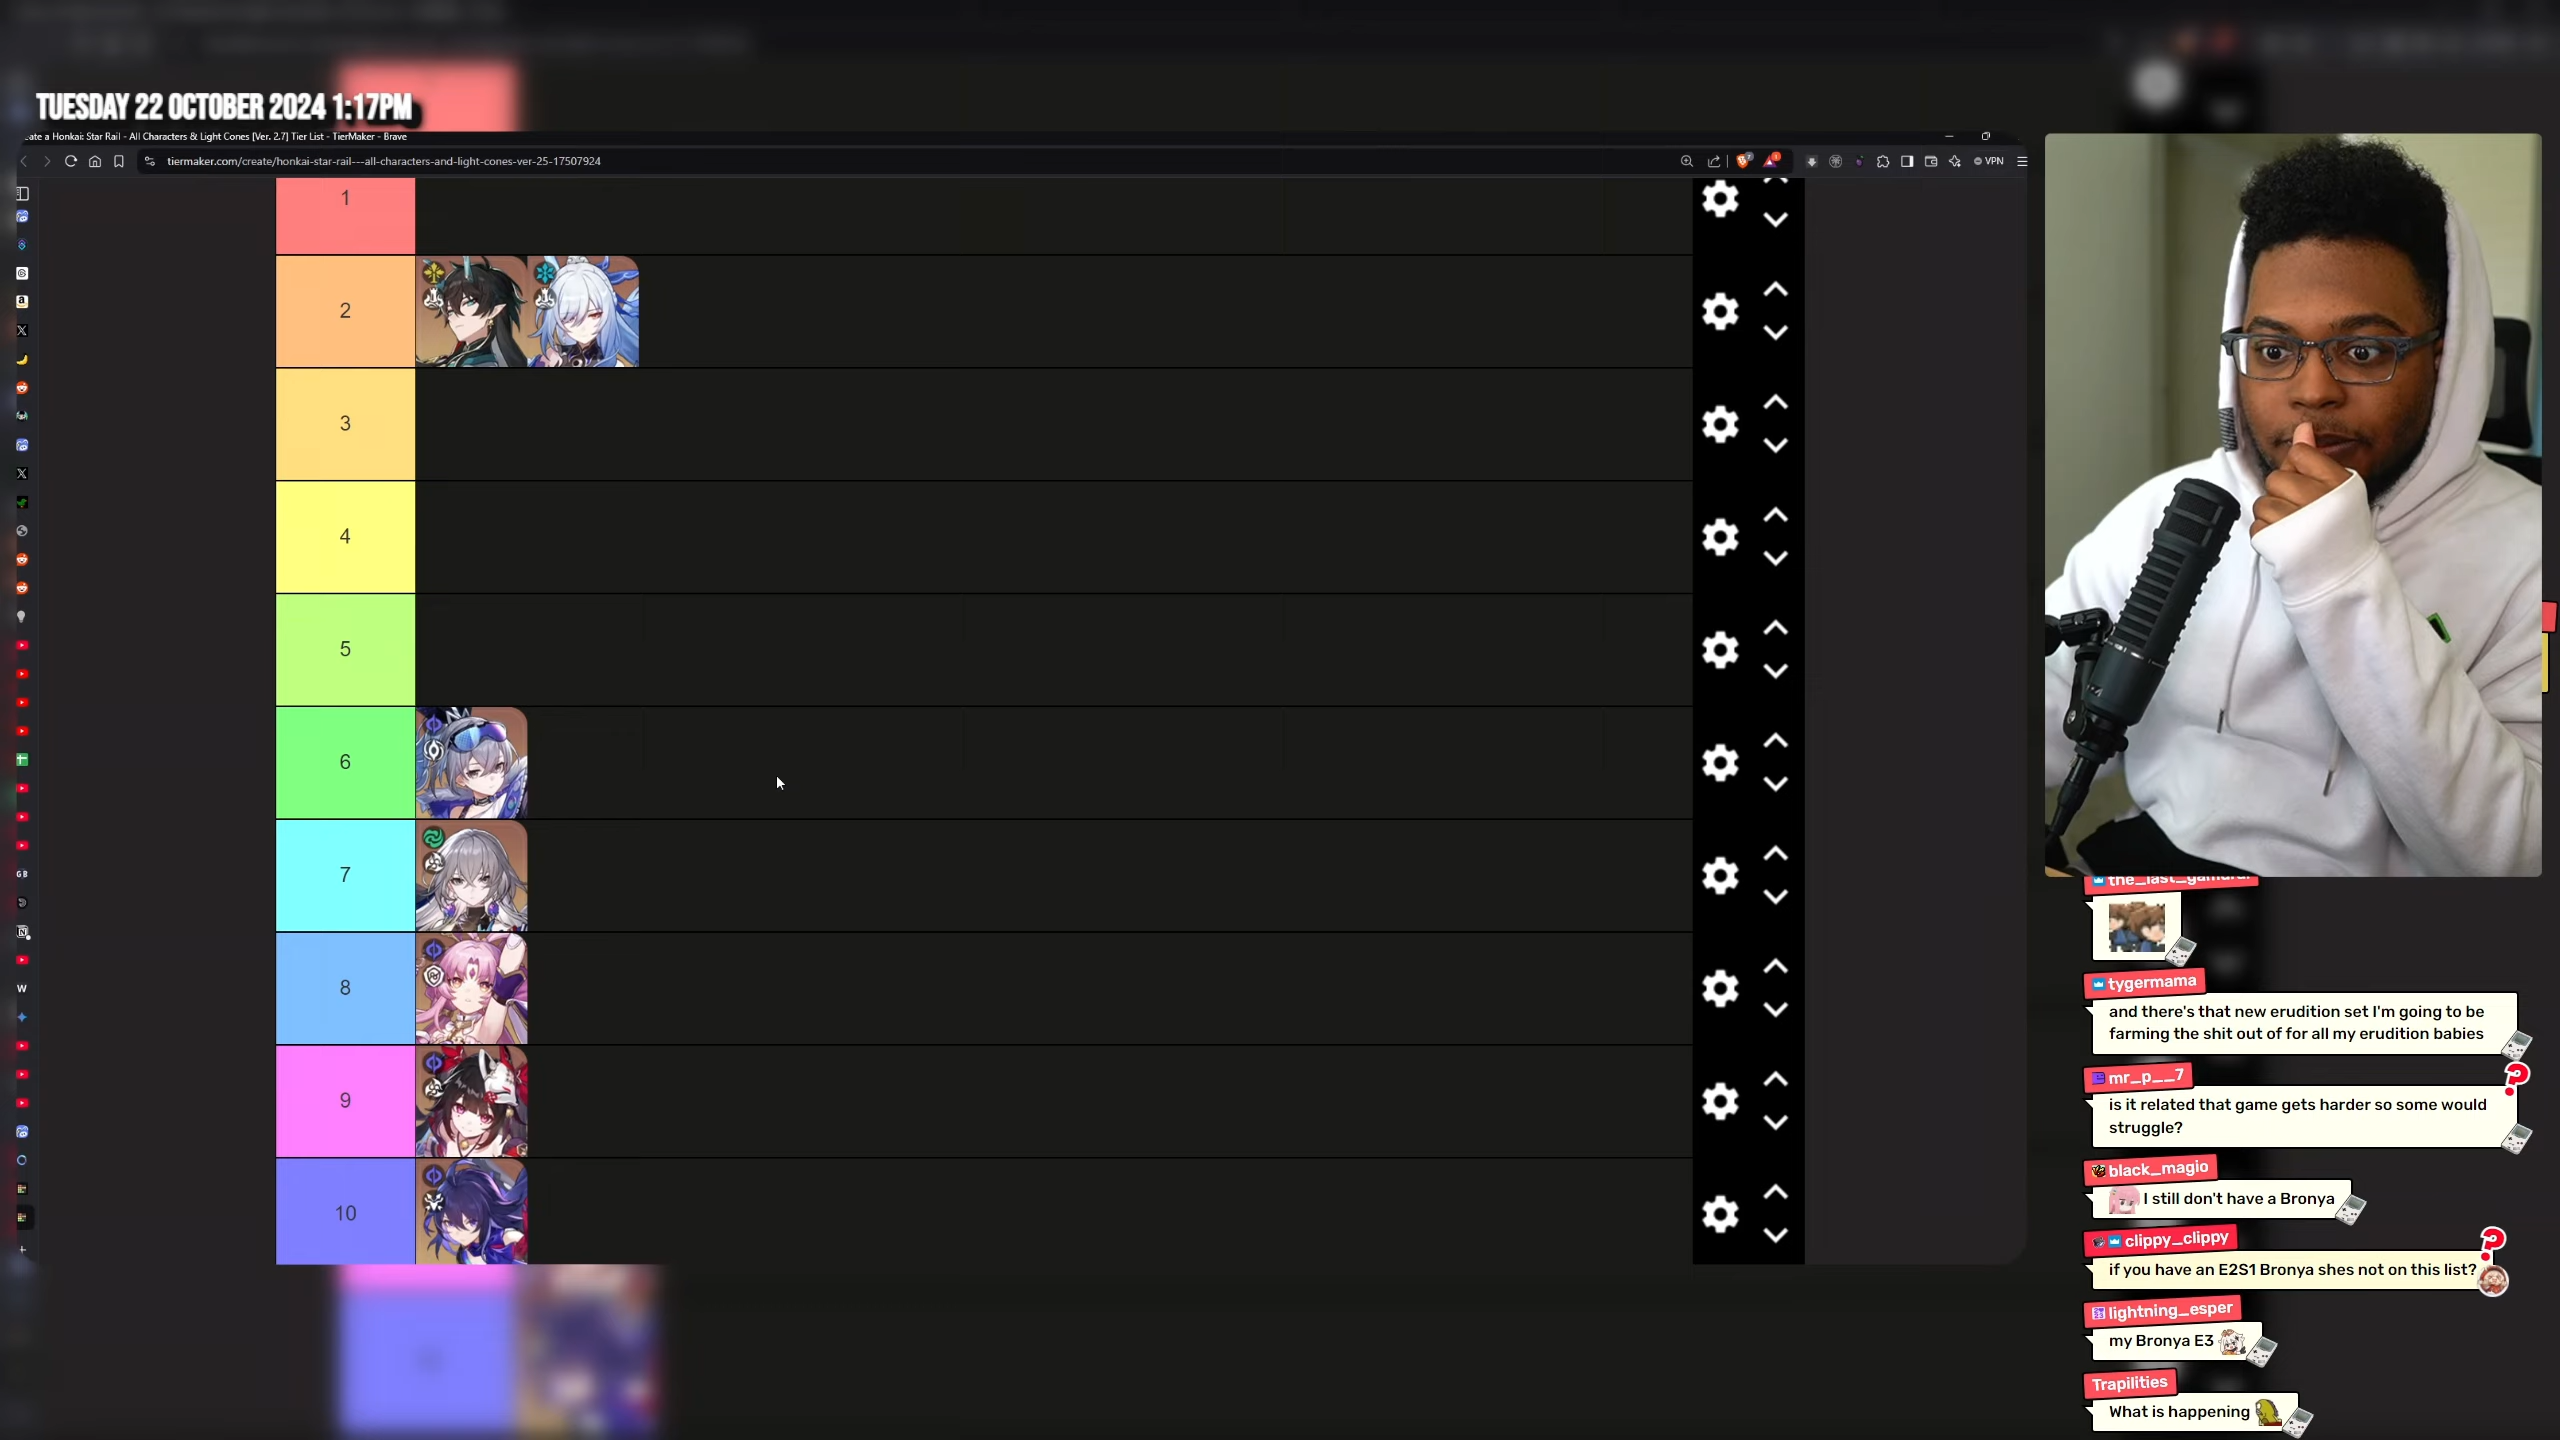 TUESDAY 22 OCTOBER 2024 1:17PM
ate a Honkai: Star Rail - All Characters & Light Cones [Ver. 2.7] Tier List - TierMaker - Brave
tiermaker.com/create/honkai-star-rail---all-characters-and-light-cones-ver-25-17507924
VPN
1
2
3
4
5
6
7
8
9
10
GB
W
tygermama
and there's that new erudition set I'm going to be
farming the shit out of for all my erudition babies
mr_p__7
is it related that game gets harder so some would
struggle?
black_magio
I still don't have a Bronya
clippy_clippy
if you have an E2S1 Bronya shes not on this list?
lightning_esper
my Bronya E3
Trapilities
What is happening